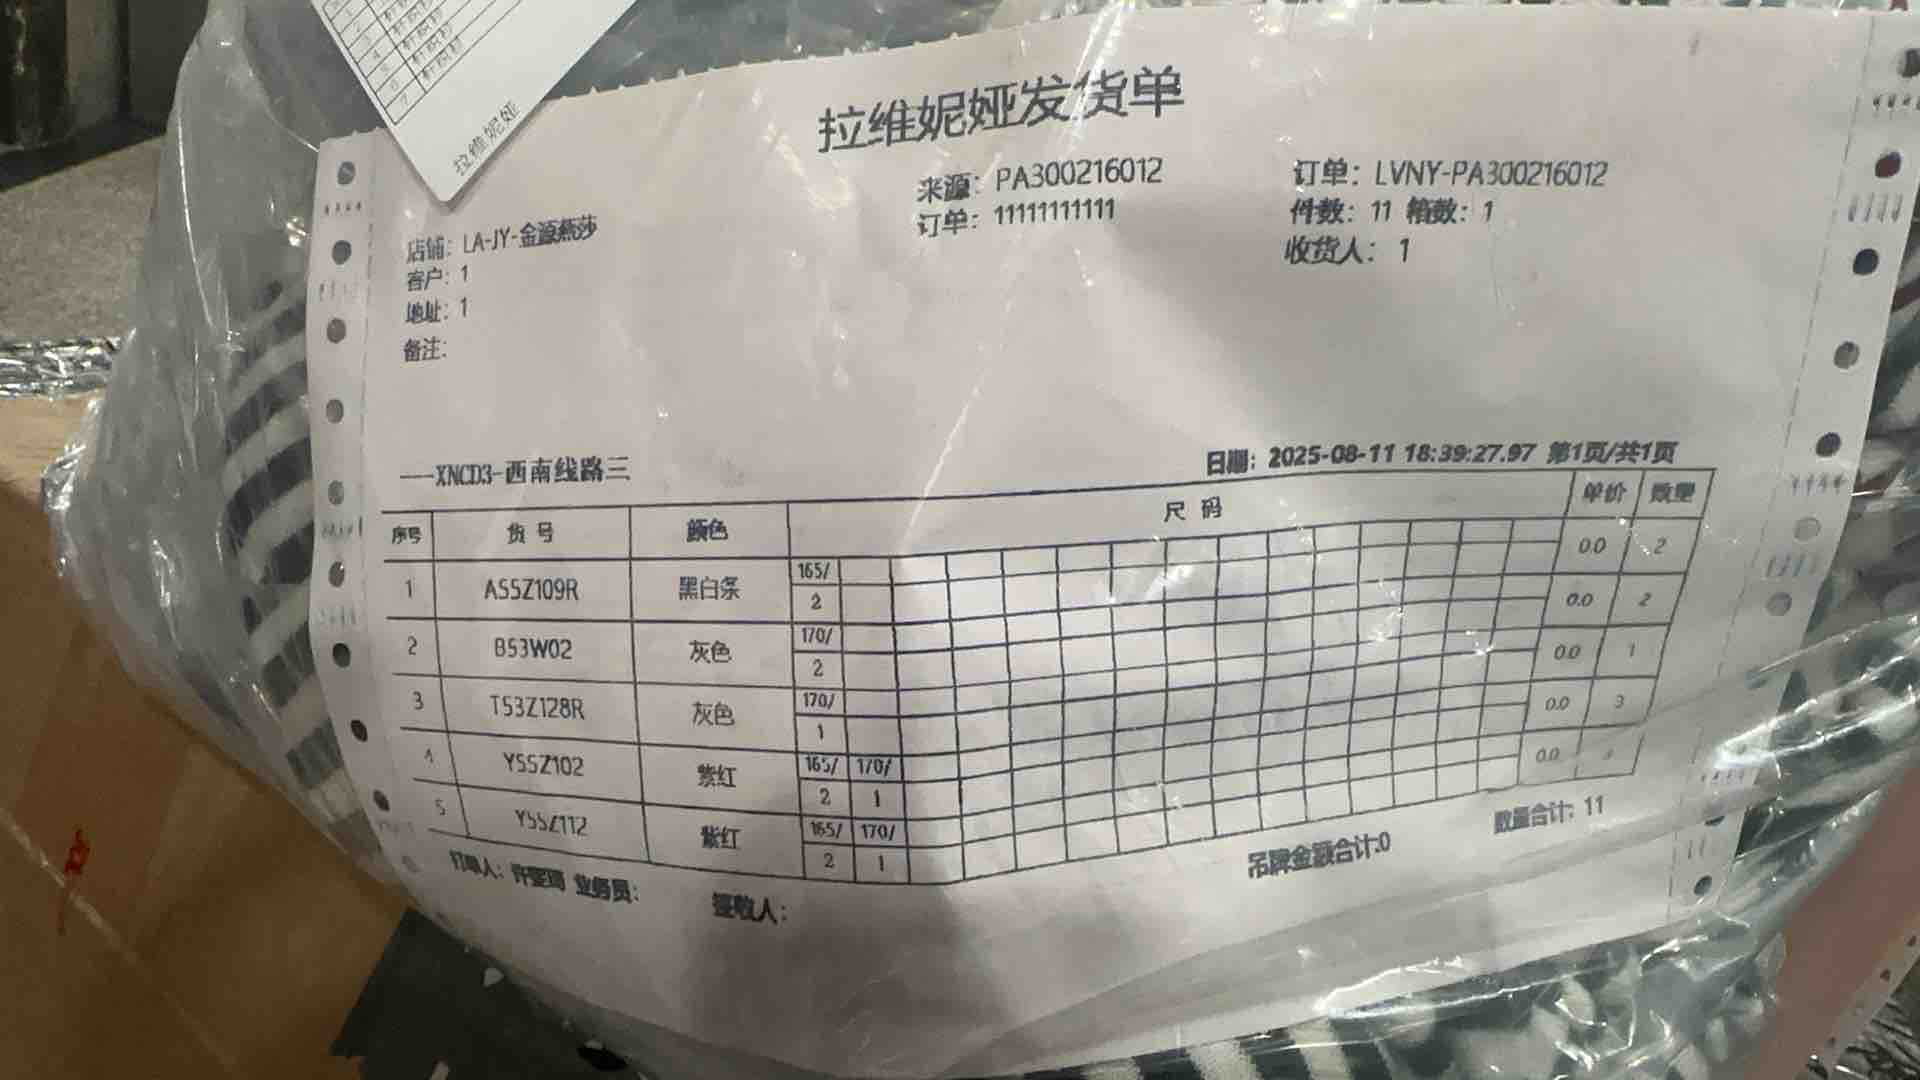 拉维妮娅
拉维妮娅发货单
来源: PA300216012
订单: LVNY-PA300216012
订单: 11111111111
件数: 11 箱数: 1
收货人: 1
店铺: LA-JY-金源燕莎
客户: 1
地址: 1
备注:
----XNCD3-西南线路三
日期: 2025-08-11 18:39:27.97 第1页/共1页
序号 货号 颜色 尺码 单价 数量
1 A55Z109R 黑白条 165/ 0.0 2
2
2 B53W02 灰色 170/ 0.0 2
2
3 T53Z128R 灰色 170/ 0.0 1
1
4 Y55Z102 紫红 165/ 170/ 0.0 3
2 1
5 Y55Z112 紫红 165/ 170/ 0.0
2 1
数量合计: 11
吊牌金额合计:0
打单人: 业务员: 签收人: